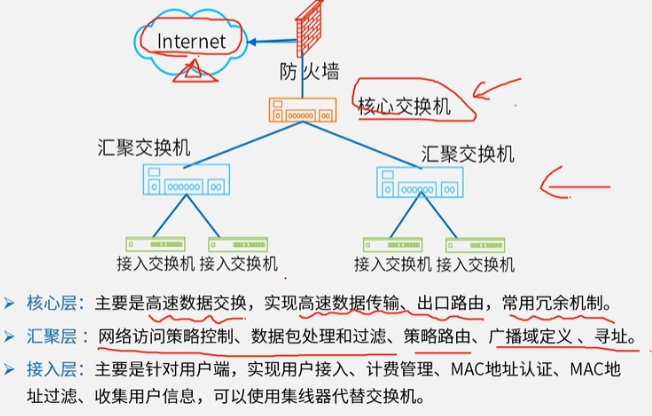 Internet
防火墙
核心交换机
汇聚交换机
汇聚交换机
接入交换机 接入交换机
接入交换机 接入交换机
核心层：主要是高速数据交换，实现高速数据传输、出口路由，常用冗余机制。
汇聚层：网络访问策略控制、数据包处理和过滤、策略路由、广播域定义、寻址。
接入层：主要是针对用户端，实现用户接入、计费管理、MAC地址认证、MAC地
址过滤、收集用户信息，可以使用集线器代替交换机。